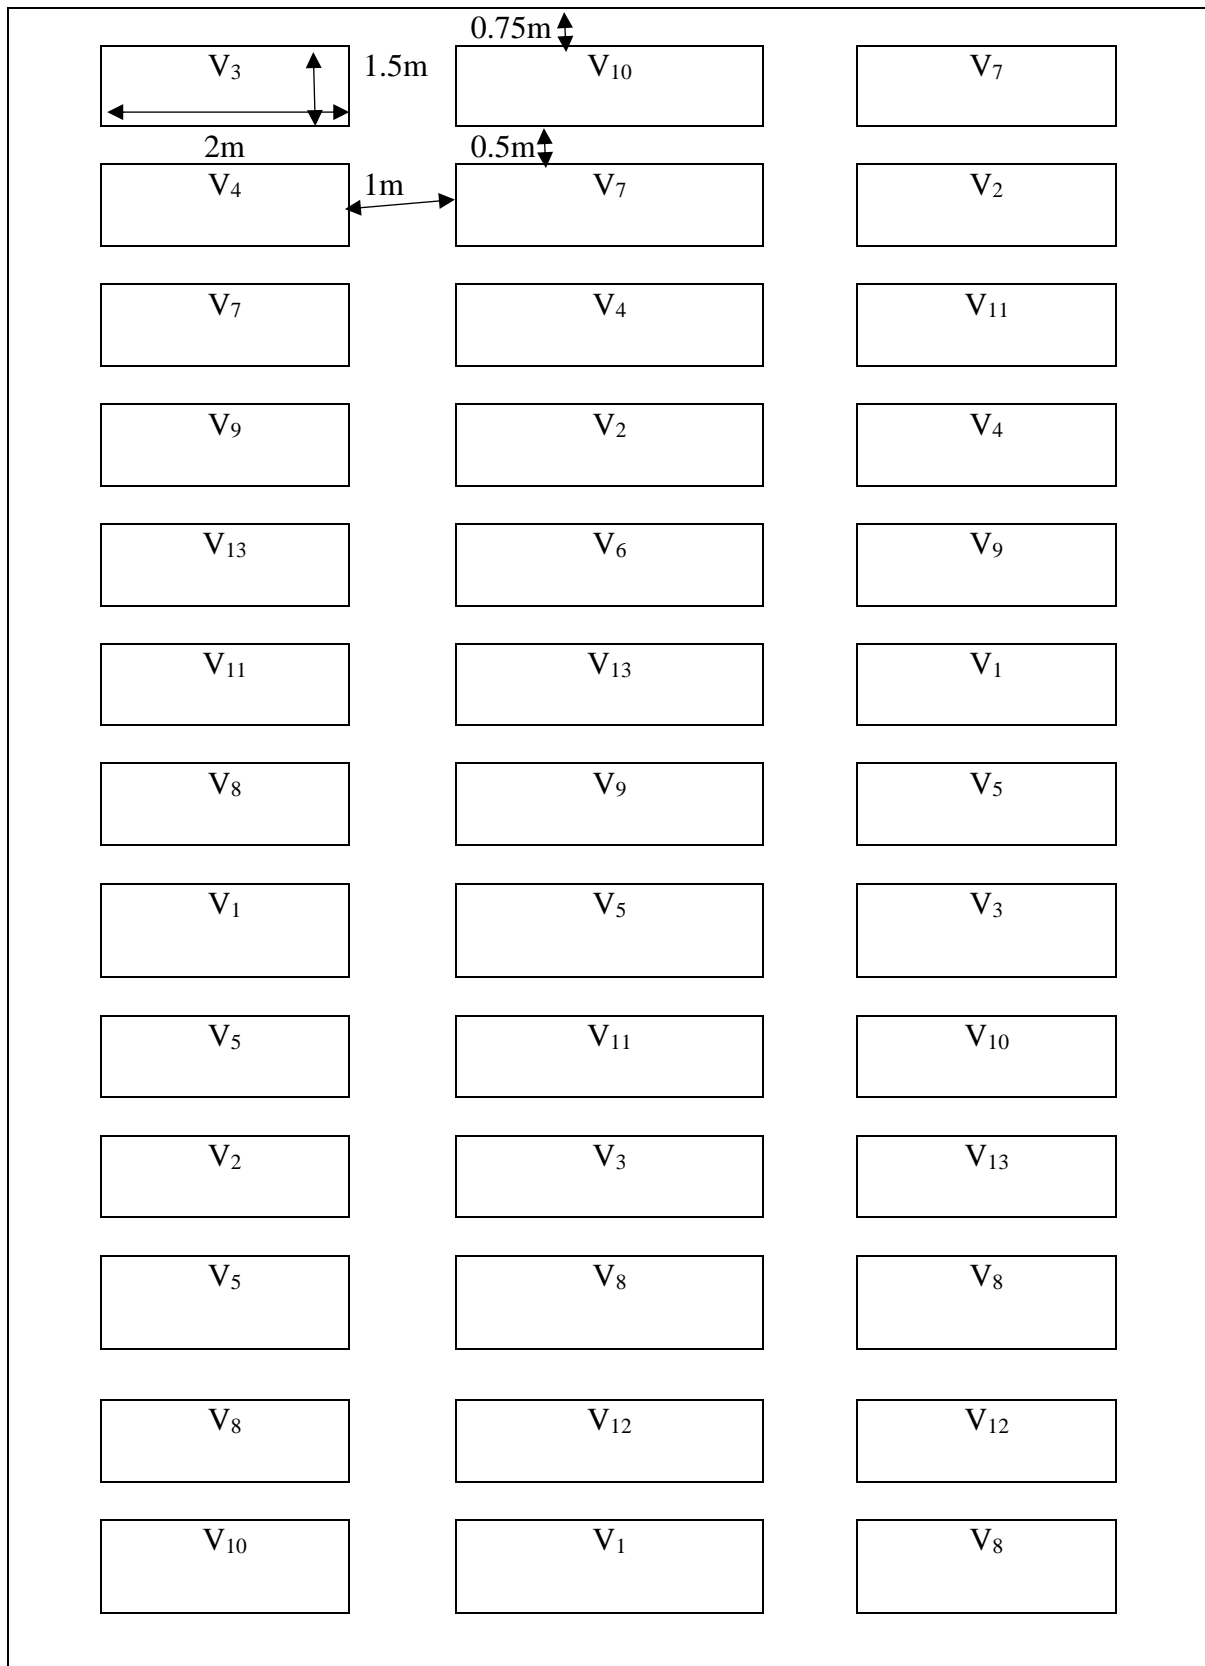 0.75m
V₃ 1.5m V₁₀ V₇
2m 0.5m
V₄ 1m V₇ V₂
V₇ V₄ V₁₁
V₉ V₂ V₄
V₁₃ V₆ V₉
V₁₁ V₁₃ V₁
V₈ V₉ V₅
V₁ V₅ V₃
V₅ V₁₁ V₁₀
V₂ V₃ V₁₃
V₅ V₈ V₈
V₈ V₁₂ V₁₂
V₁₀ V₁ V₈